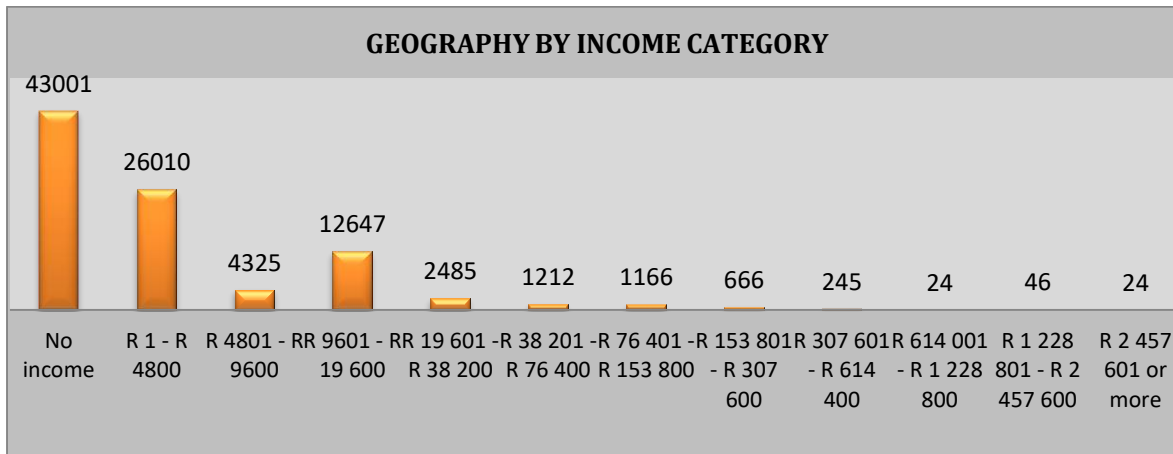 GEOGRAPHY BY INCOME CATEGORY
43001
26010
4325
12647
2485
1212
1166
666
245
24
46
24
No
income
R 1 - R
4800
R 4801 - R
9600
R 9601 - R
19 600
R 19 601 -
R 38 200
R 38 201 -
R 76 400
R 76 401 -
R 153 800
R 153 801
- R 307
600
R 307 601
- R 614
400
R 614 001
- R 1 228
800
R 1 228
801 - R 2
457 600
R 2 457
601 or
more